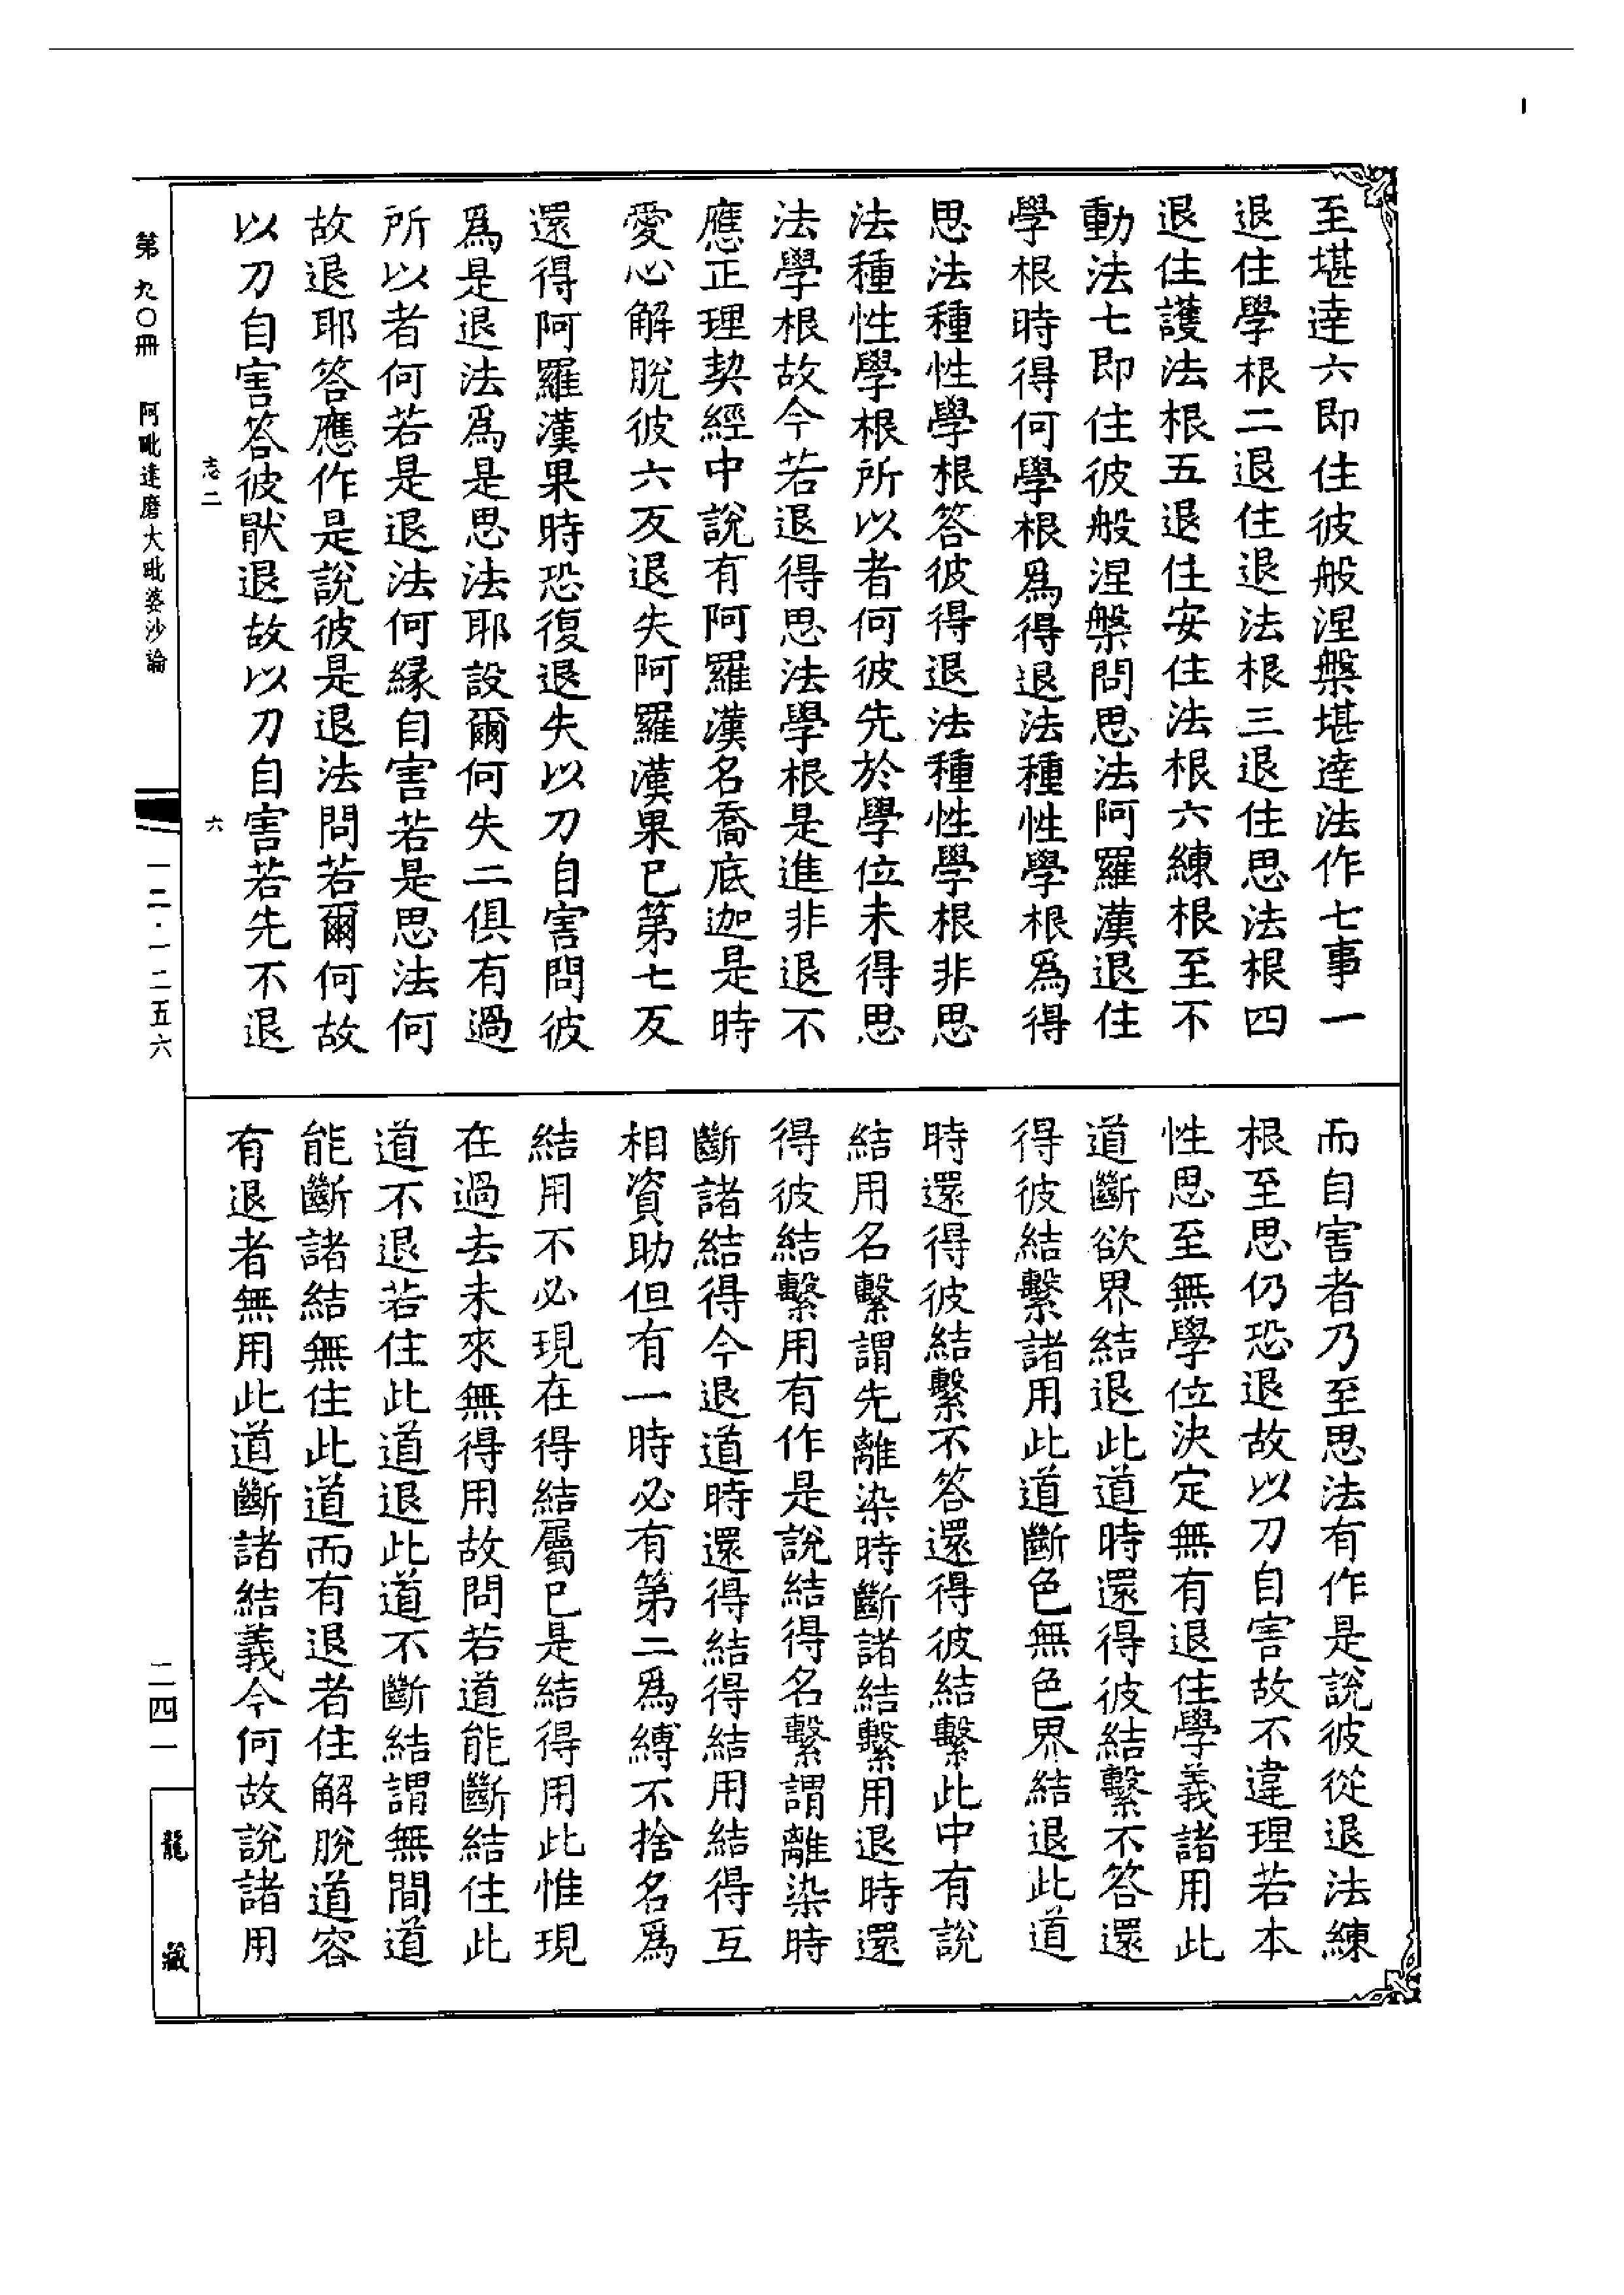 至堪達六即住彼般涅槃堪達法作七事一
退住學根二退住退法根三退住思法根四
退住護法根五退住安住法根六練根至不
動法七即住彼般涅槃問思法阿羅漢退住
學根時得何學根爲得退法種性學根爲得
思法種性學根答彼得退法種性學根非思
法種性學根所以者何彼先於學位未得思
法學根故今若退得思法學根是進非退不
應正理契經中說有阿羅漢名喬底迦是時
愛心解脫彼六反退失阿羅漢果已第七反
還得阿羅漢果時恐復退失以刀自害問彼
爲是退法爲是思法耶設爾何失二俱有過
所以者何若是退法何緣自害若是思法何
故退耶答應作是說彼是退法問若爾何故
以刀自害答彼猒退故以刀自害若先不退
而自害者乃至思法有作是說彼從退法練
根至思仍恐退故以刀自害故不違理若本
性思至無學位決定無有退住學義諸用此
道斷欲界結退此道時還得彼結繫不答還
得彼結繫諸用此道斷色無色界結退此道
時還得彼結繫不答還得彼結繫此中有說
結用名繫謂先離染時斷諸結繫用退時還
得彼結繫用有作是說結得名繫謂離染時
斷諸結得今退道時還得結得結用結得互
相資助但有一時必有第二爲縛不捨名爲
結用不必現在得結屬已是結得用此惟現
在過去未來無得用故問若道能斷結住此
道不退若住此道退此道不斷結謂無間道
能斷諸結無住此道而有退者住解脫道容
有退者無用此道斷諸結義今何故說諸用
志二
六
第九〇冊 阿毗達磨大毗婆沙論
一二·一二五六
二四一
龍藏